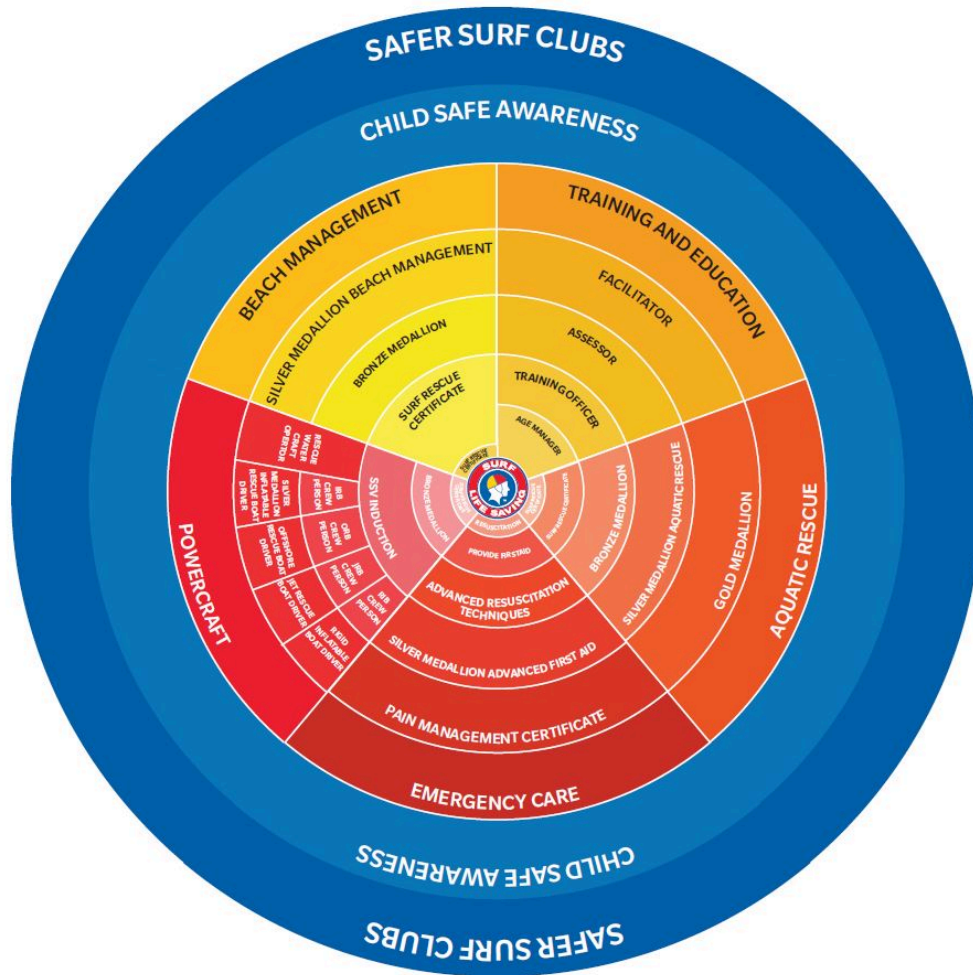 SAFER SURF CLUBS
CHILD SAFE AWARENESS
BEACH MANAGEMENT
SILVER MEDALLION BEACH MANAGEMENT
BRONZE MEDALLION
SURF RESCUE
CERTIFICATE
TRAINING AND EDUCATION
FACILITATOR
ASSESSOR
TRAINING OFFICER
AGE MANAGER
SURF
LIFE SAVING
AQUATIC RESCUE
GOLD MEDALLION
SILVER MEDALLION AQUATIC RESCUE
BRONZE MEDALLION
SURF RESCUE CERTIFICATE
POWERCRAFT
RESCUE
WATER
CRAFT
OPERTOR
SILVER
MEDALLION
INFLATABLE
RESCUE BOAT
DRIVER
OFFSHORE
RESCUE BOAT
DRIVER
JET RESCUE
BOAT DRIVER
RIGID
INFLATABLE
BOAT DRIVER
IRB
CREW
PERSON
ORB
CREW
PERSON
JRB
CREW
PERSON
RIB
CREW
PERSON
SSV INDUCTION
BRONZE MEDALLION
RESUSCITATION
PROVIDE FIRST AID
ADVANCED RESUSCITATION
TECHNIQUES
SILVER MEDALLION ADVANCED FIRST AID
PAIN MANAGEMENT CERTIFICATE
EMERGENCY CARE
CHILD SAFE AWARENESS
SAFER SURF CLUBS